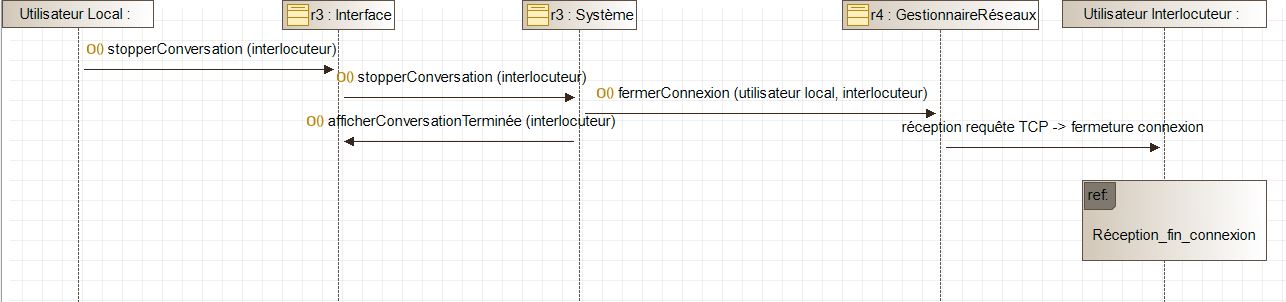 Utilisateur Local :
r3 : Interface
r3 : Système
r4 : GestionnaireRéseaux
Utilisateur Interlocuteur :
O() stopperConversation (interlocuteur)
O() stopperConversation (interlocuteur)
O() fermerConnexion (utilisateur local, interlocuteur)
O() afficherConversationTerminée (interlocuteur)
réception requête TCP -> fermeture connexion
ref:
Réception_fin_connexion